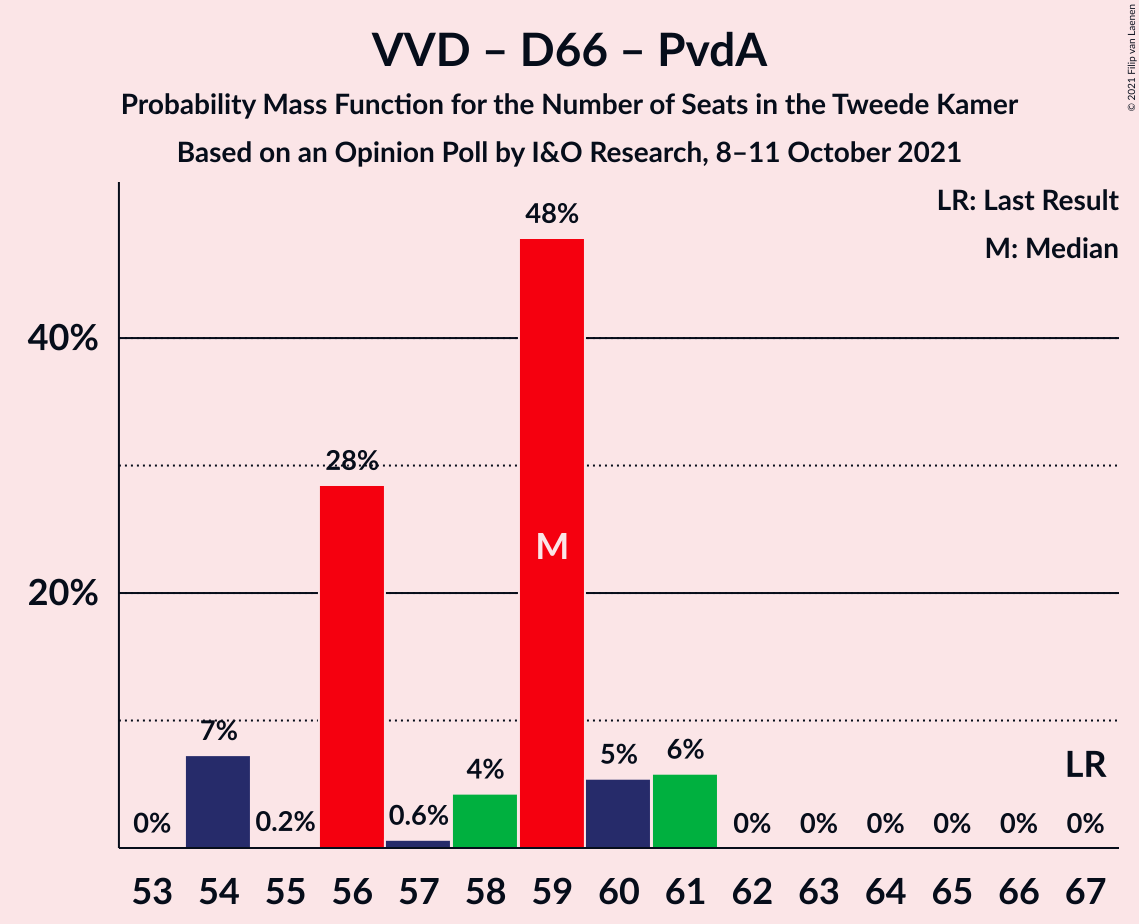 VVD – D66 – PvdA
Probability Mass Function for the Number of Seats in the Tweede Kamer
Based on an Opinion Poll by I&O Research, 8–11 October 2021
© 2021 Filip van Laenen
LR: Last Result
M: Median
48%
40%
28%
M
20%
7%
0%
0.2%
0.6%
4%
5%
6%
LR
0%
0%
0%
0%
0%
0%
53 54 55 56 57 58 59 60 61 62 63 64 65 66 67